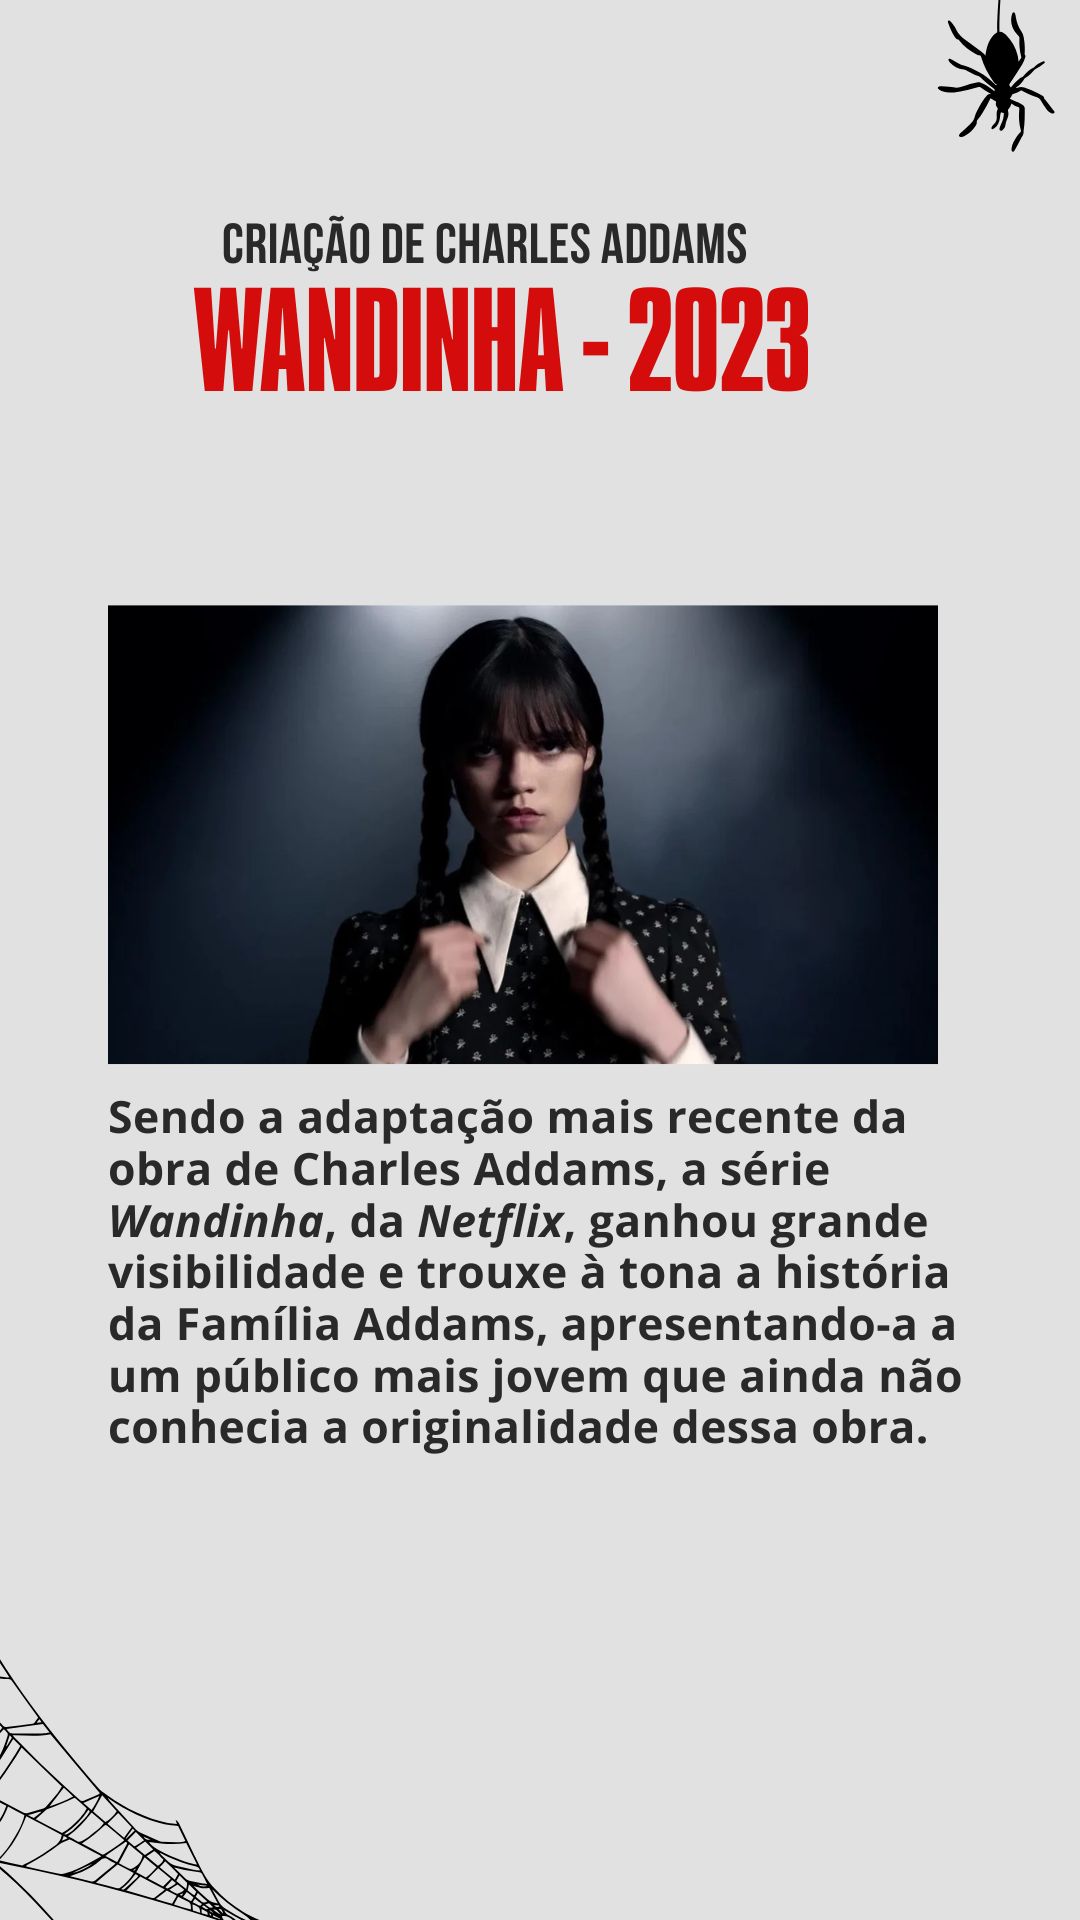 CRIAÇÃO DE CHARLES ADDAMS
WANDINHA - 2023
Sendo a adaptação mais recente da
obra de Charles Addams, a série
Wandinha, da Netflix, ganhou grande
visibilidade e trouxe à tona a história
da Família Addams, apresentando-a a
um público mais jovem que ainda não
conhecia a originalidade dessa obra.